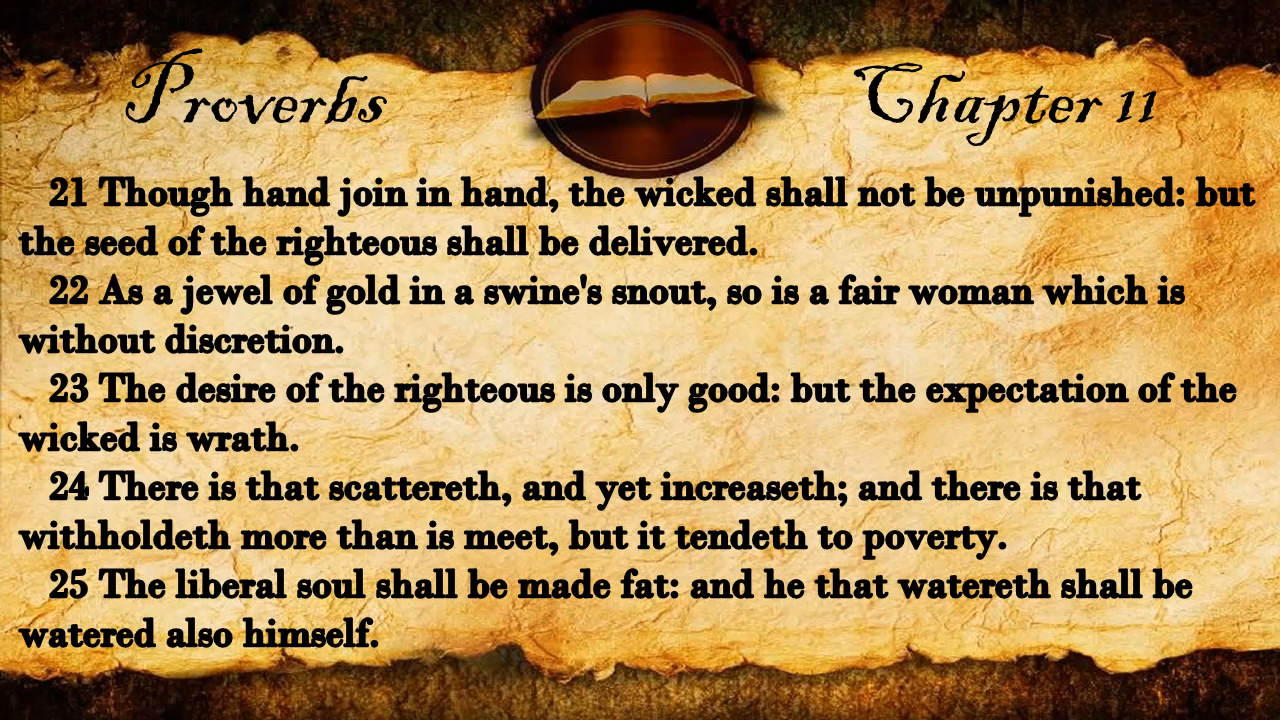 Proverbs Chapter 11
21 Though hand join in hand, the wicked shall not be unpunished: but
the seed of the righteous shall be delivered.
22 As a jewel of gold in a swine's snout, so is a fair woman which is
without discretion.
23 The desire of the righteous is only good: but the expectation of the
wicked is wrath.
24 There is that scattereth, and yet increaseth; and there is that
withholdeth more than is meet, but it tendeth to poverty.
25 The liberal soul shall be made fat: and he that watereth shall be
watered also himself.